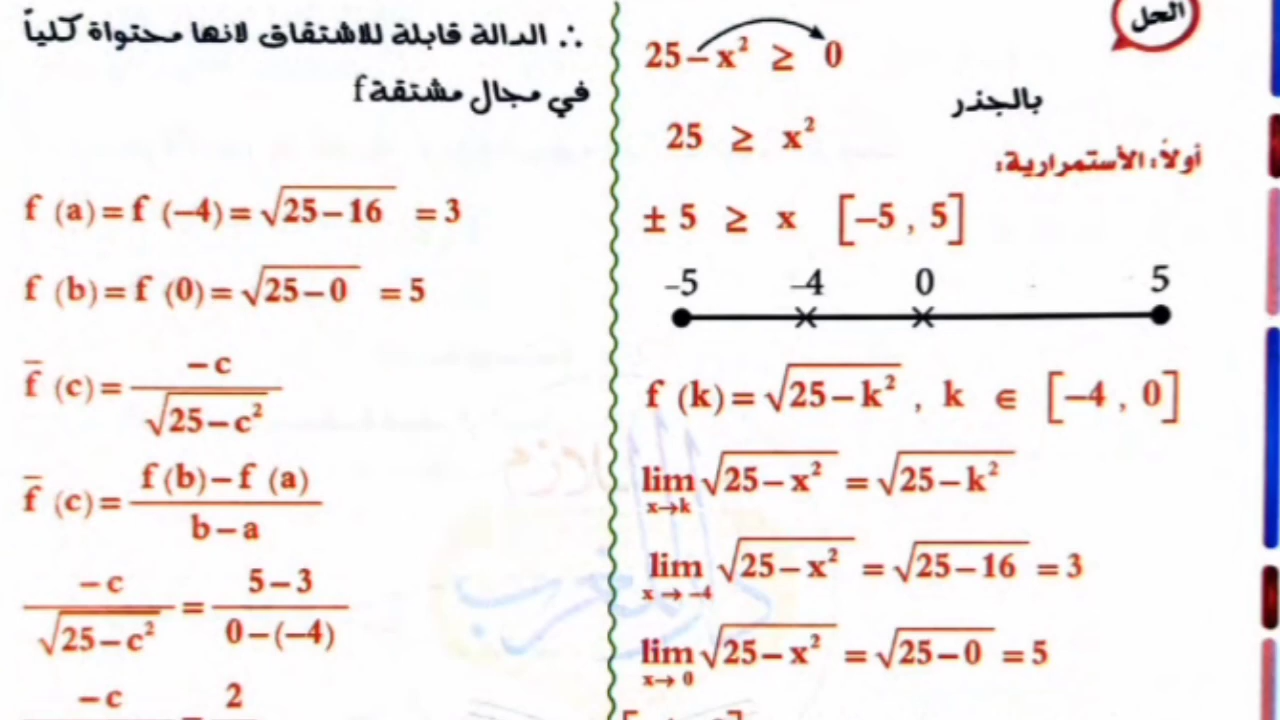 الحل
25 − x² ≥ 0
بالجذر
25 ≥ x²
أولاً: الأستمرارية:
± 5 ≥ x [−5 , 5]
−5 −4 0 5
f (k) = √(25 − k²) , k ∈ [−4 , 0]
lim x→k √(25 − x²) = √(25 − k²)
lim x→−4 √(25 − x²) = √(25 − 16) = 3
lim x→0 √(25 − x²) = √(25 − 0) = 5
∴ الدالة قابلة للاشتقاق لانها محتواة كلياً
في مجال مشتقة f
f (a) = f (−4) = √(25 − 16) = 3
f (b) = f (0) = √(25 − 0) = 5
f̄ (c) = −c / √(25 − c²)
f̄ (c) = f (b) − f (a) / b − a
−c / √(25 − c²) = 5 − 3 / 0 − (−4)
−c 2